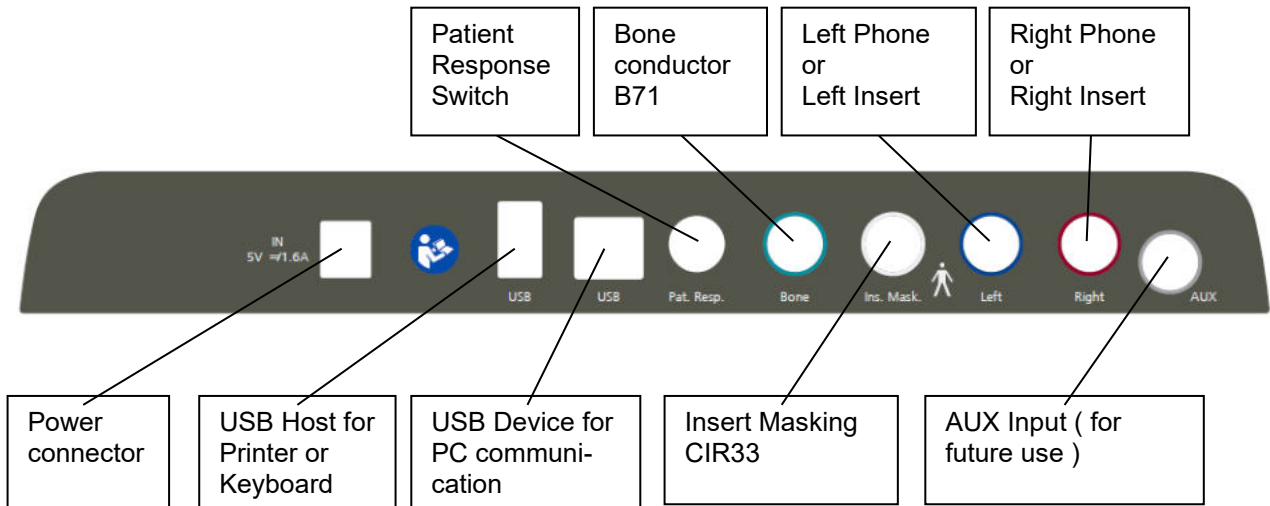 Patient
Response
Switch
Bone
conductor
B71
Left Phone
or
Left Insert
Right Phone
or
Right Insert
IN
5V ⎓/1.6A
USB
USB
Pat. Resp.
Bone
Ins. Mask.
Left
Right
AUX
Power
connector
USB Host for
Printer or
Keyboard
USB Device for
PC communi-
cation
Insert Masking
CIR33
AUX Input ( for
future use )